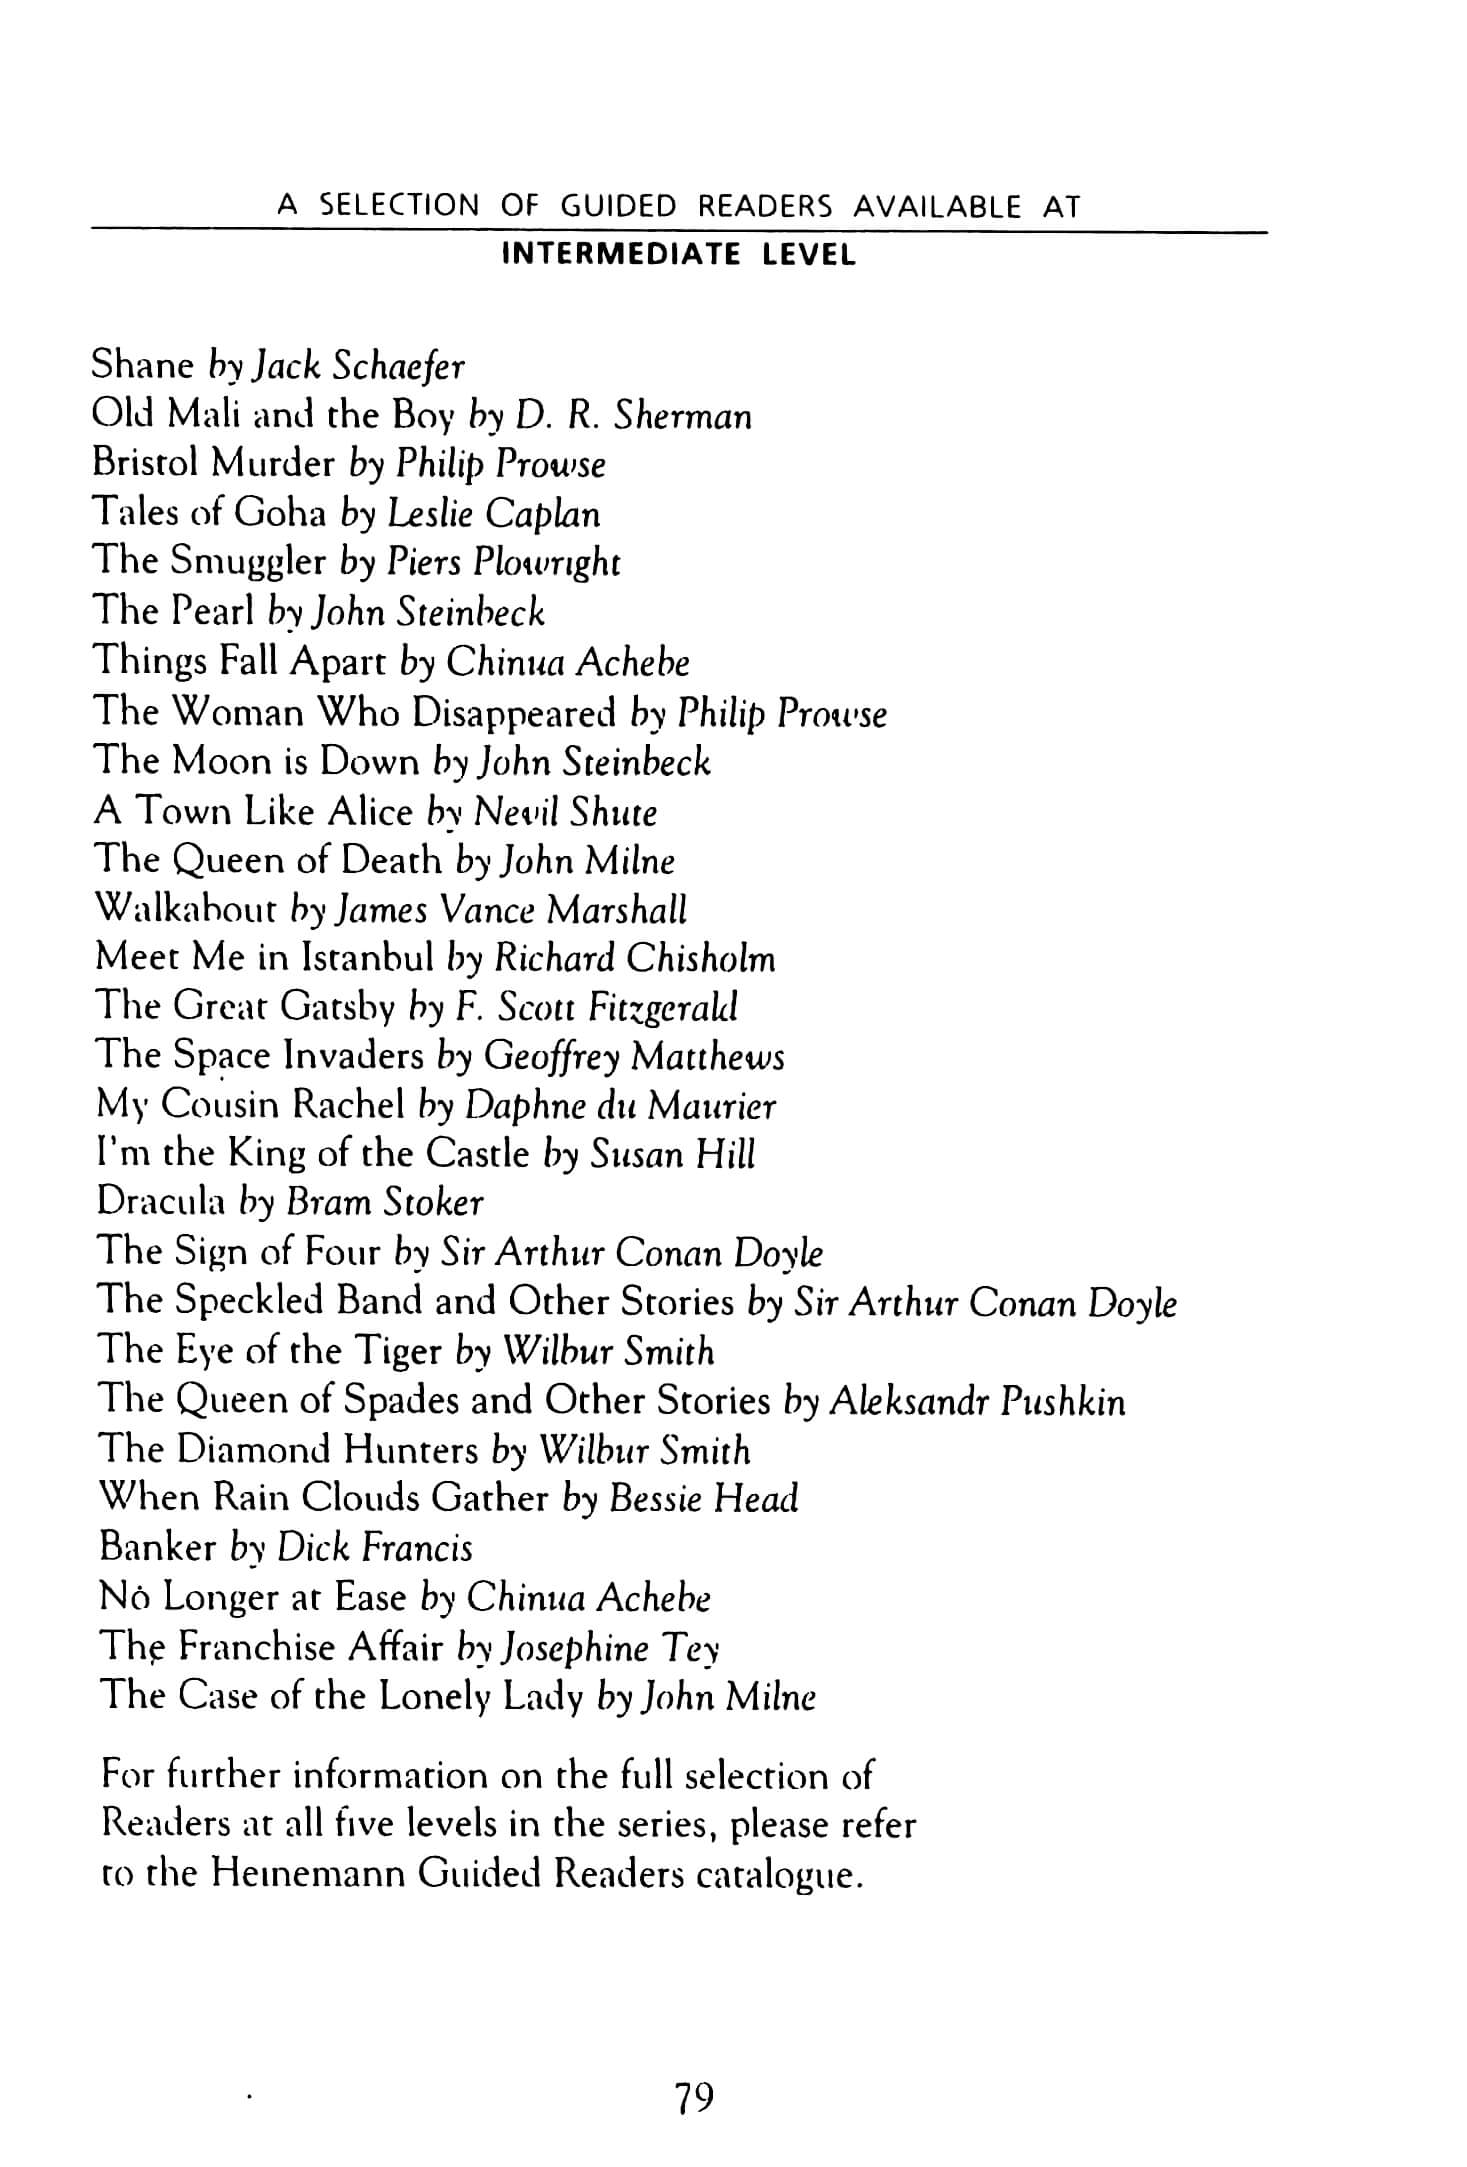 A SELECTION OF GUIDED READERS AVAILABLE AT
INTERMEDIATE LEVEL
Shane by Jack Schaefer
Old Mali and the Boy by D. R. Sherman
Bristol Murder by Philip Prowse
Tales of Goha by Leslie Caplan
The Smuggler by Piers Plowright
The Pearl by John Steinbeck
Things Fall Apart by Chinua Achebe
The Woman Who Disappeared by Philip Prowse
The Moon is Down by John Steinbeck
A Town Like Alice by Nevil Shute
The Queen of Death by John Milne
Walkabout by James Vance Marshall
Meet Me in Istanbul by Richard Chisholm
The Great Gatsby by F. Scott Fitzgerald
The Space Invaders by Geoffrey Matthews
My Cousin Rachel by Daphne du Maurier
I'm the King of the Castle by Susan Hill
Dracula by Bram Stoker
The Sign of Four by Sir Arthur Conan Doyle
The Speckled Band and Other Stories by Sir Arthur Conan Doyle
The Eye of the Tiger by Wilbur Smith
The Queen of Spades and Other Stories by Aleksandr Pushkin
The Diamond Hunters by Wilbur Smith
When Rain Clouds Gather by Bessie Head
Banker by Dick Francis
No Longer at Ease by Chinua Achebe
The Franchise Affair by Josephine Tey
The Case of the Lonely Lady by John Milne
For further information on the full selection of
Readers at all five levels in the series, please refer
to the Heinemann Guided Readers catalogue.
79